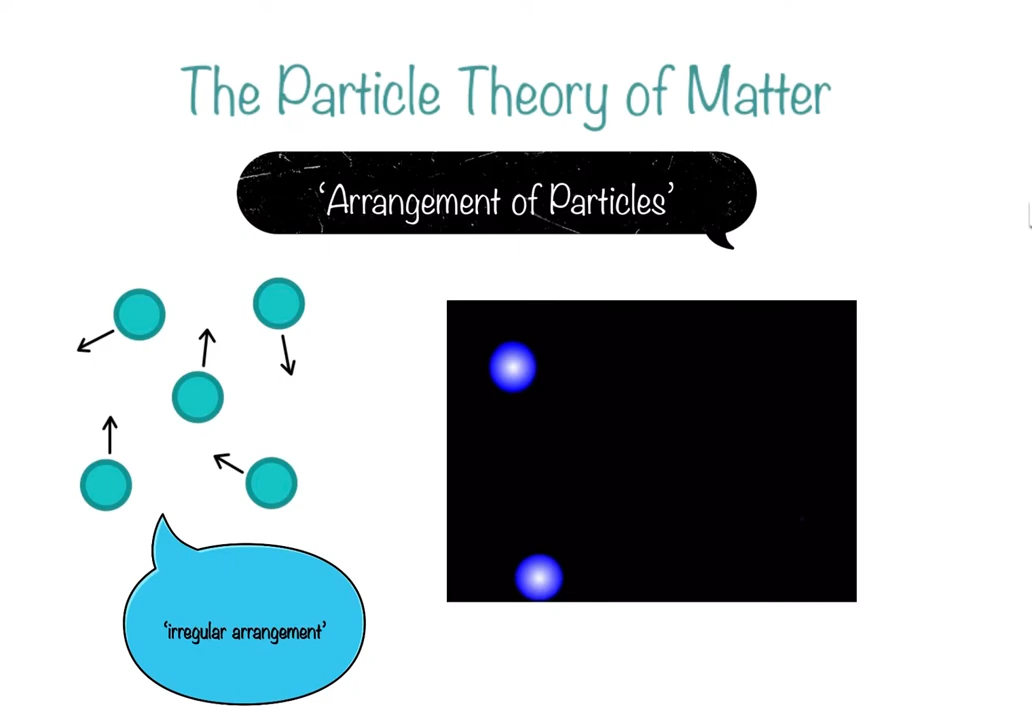 The Particle Theory of Matter
‘Arrangement of Particles’
‘irregular arrangement’